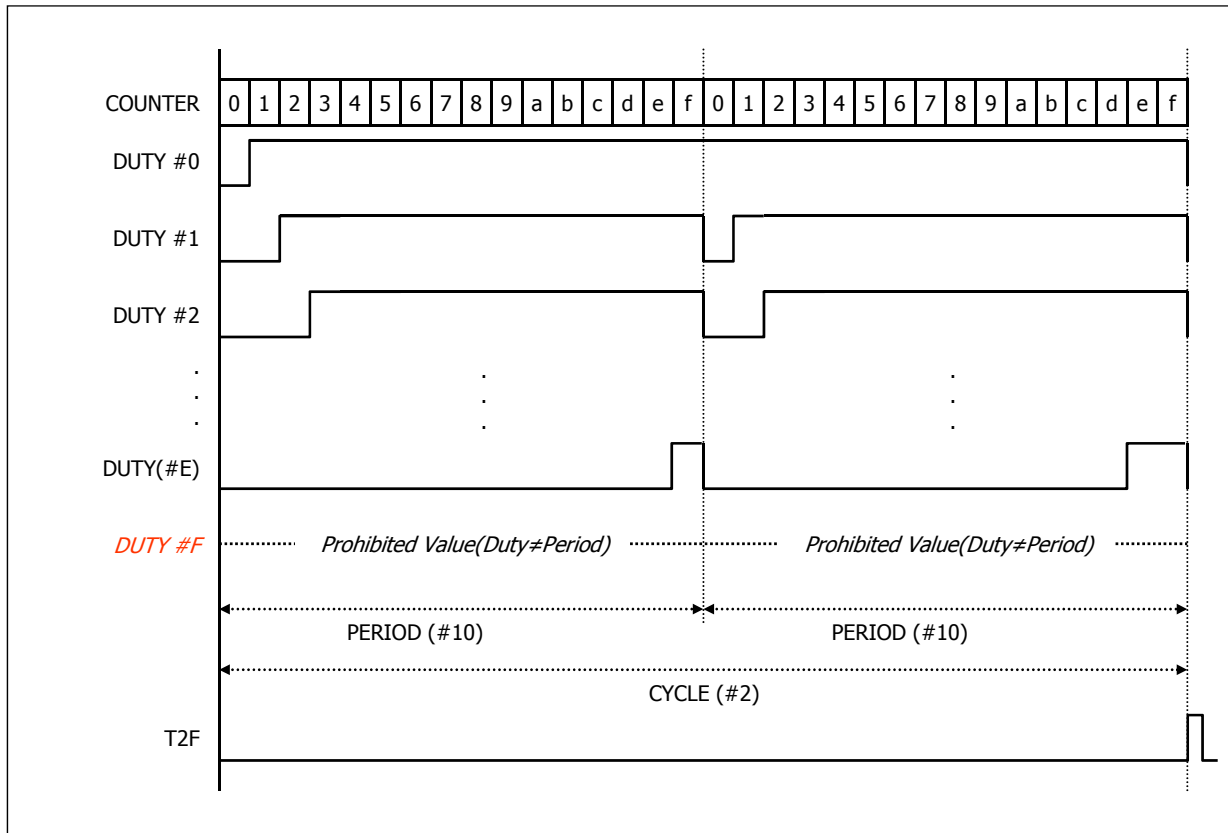 COUNTER 0 1 2 3 4 5 6 7 8 9 a b c d e f 0 1 2 3 4 5 6 7 8 9 a b c d e f
DUTY #0
DUTY #1
DUTY #2
. . .
. . .
. . .
DUTY(#E)
DUTY #F Prohibited Value(Duty≠Period) Prohibited Value(Duty≠Period)
PERIOD (#10) PERIOD (#10)
CYCLE (#2)
T2F